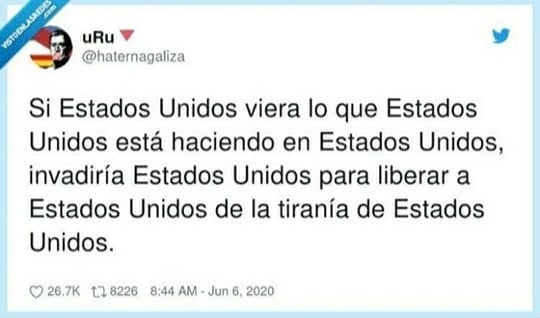 VISTOENLASREDES
.COM
uRu
@haternagaliza
Si Estados Unidos viera lo que Estados
Unidos está haciendo en Estados Unidos,
invadiría Estados Unidos para liberar a
Estados Unidos de la tiranía de Estados
Unidos.
26.7K 8226 8:44 AM - Jun 6, 2020